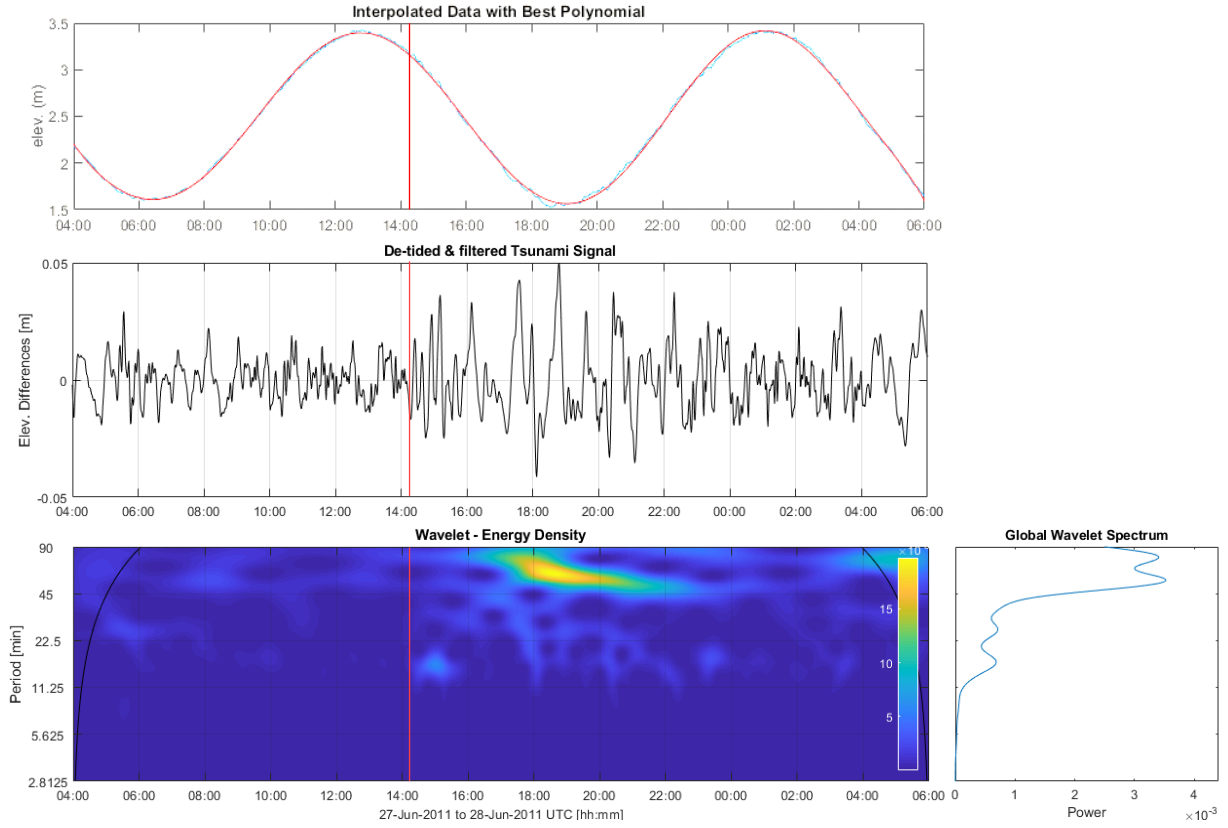 Interpolated Data with Best Polynomial
3.5
3
2.5
2
1.5
elev. (m)
04:00 06:00 08:00 10:00 12:00 14:00 16:00 18:00 20:00 22:00 00:00 02:00 04:00 06:00
De-tided & filtered Tsunami Signal
0.05
0
-0.05
Elev. Differences [m]
04:00 06:00 08:00 10:00 12:00 14:00 16:00 18:00 20:00 22:00 00:00 02:00 04:00 06:00
Wavelet - Energy Density
90
45
22.5
11.25
5.625
2.8125
Period [min]
×10
15
10
5
04:00 06:00 08:00 10:00 12:00 14:00 16:00 18:00 20:00 22:00 00:00 02:00 04:00 06:00
27-Jun-2011 to 28-Jun-2011 UTC [hh:mm]
Global Wavelet Spectrum
0 1 2 3 4
Power
×10⁻³